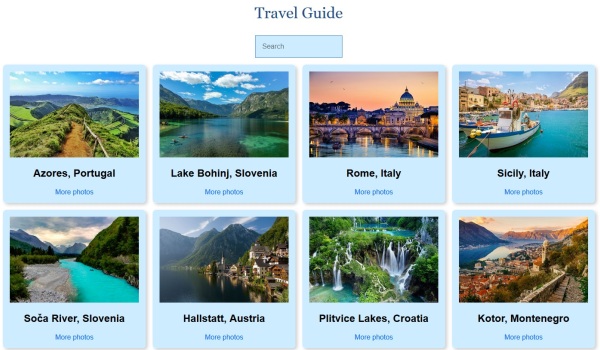 Travel Guide
Search
Azores, Portugal
Lake Bohinj, Slovenia
Rome, Italy
Sicily, Italy
More photos
More photos
More photos
More photos
Soča River, Slovenia
Hallstatt, Austria
Plitvice Lakes, Croatia
Kotor, Montenegro
More photos
More photos
More photos
More photos